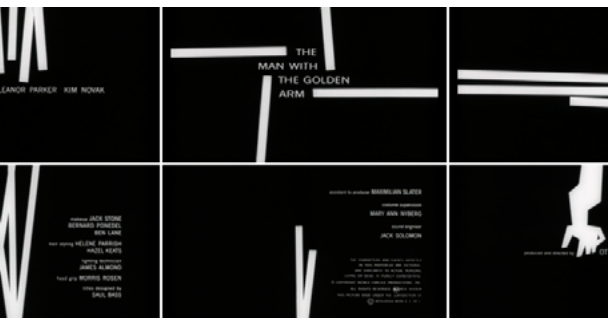 LEANOR PARKER KIM NOVAK
THE
MAN WITH
THE GOLDEN
ARM
makeup JACK STONE
BERNARD PONEDEL
BEN LANE
hair styling HELENE PARRISH
HAZEL KEATS
lighting technician
JAMES ALMOND
head grip MORRIS ROSEN
titles designed by
SAUL BASS
assistant to producer MAXIMILIAN SLATER
costume supervision
MARY ANN NYBERG
sound engineer
JACK SOLOMON
produced and directed by OT